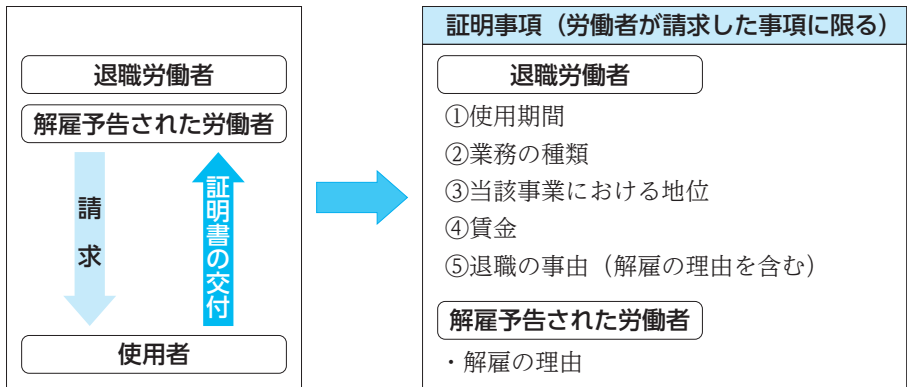 退職労働者
解雇予告された労働者
請求
証明書の交付
使用者
証明事項（労働者が請求した事項に限る）
退職労働者
①使用期間
②業務の種類
③当該事業における地位
④賃金
⑤退職の事由（解雇の理由を含む）
解雇予告された労働者
・解雇の理由